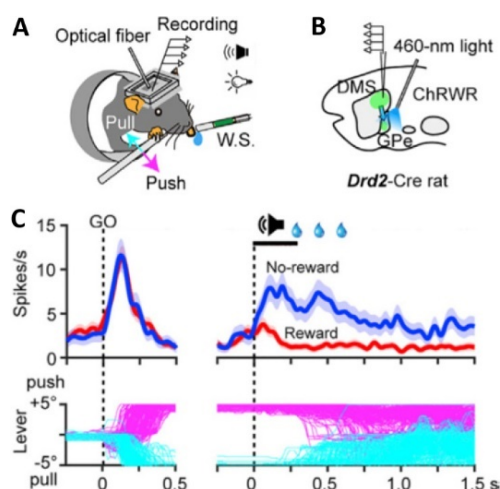 A
Recording
Optical fiber
Pull
Push
W.S.
B
460-nm light
DMS
ChRWR
GPe
Drd2-Cre rat
C
GO
Spikes/s
15
10
5
0
No-reward
Reward
push
Lever
+5°
0
-5°
pull
0 0.5
0 0.5 1.0 1.5 s